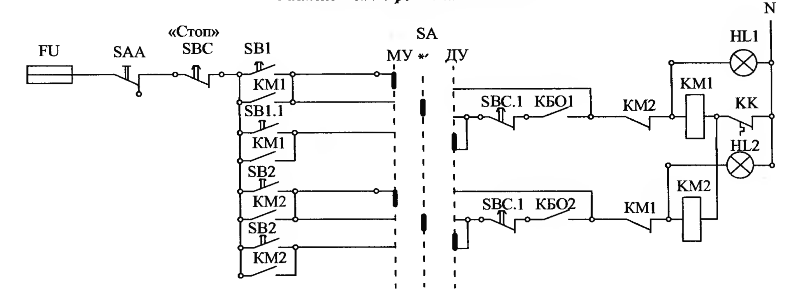 N
«Стоп»
SA
HL1
FU
SAA
SBC
SB1
МУ
*'
ДУ
KM1
KM1
SBC.1
КБО1
KM2
KK
SB1.1
KM1
HL2
SB2
KM2
KM2
SBC.1
КБО2
KM1
SB2
KM2